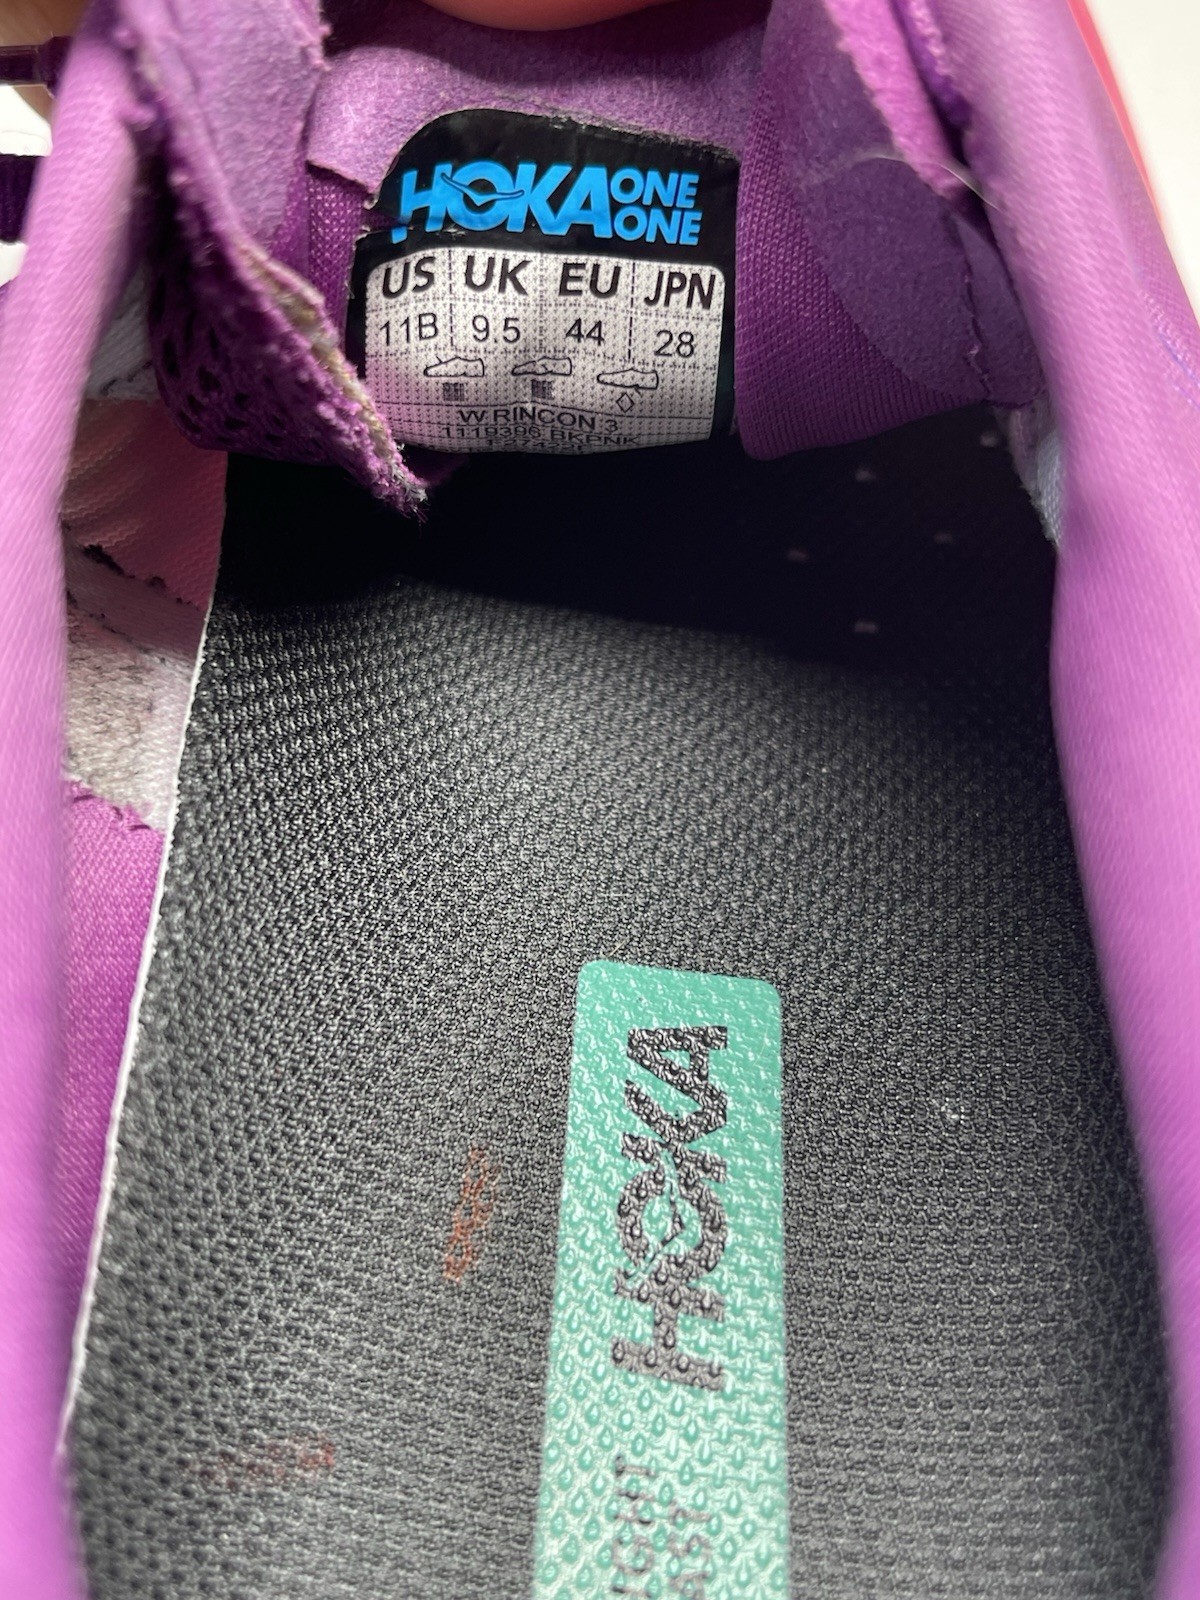 HOKA ONE ONE
US UK EU JPN
11B 9.5 44 28
W RINCON 3
1119396 BKPNK
HOKA